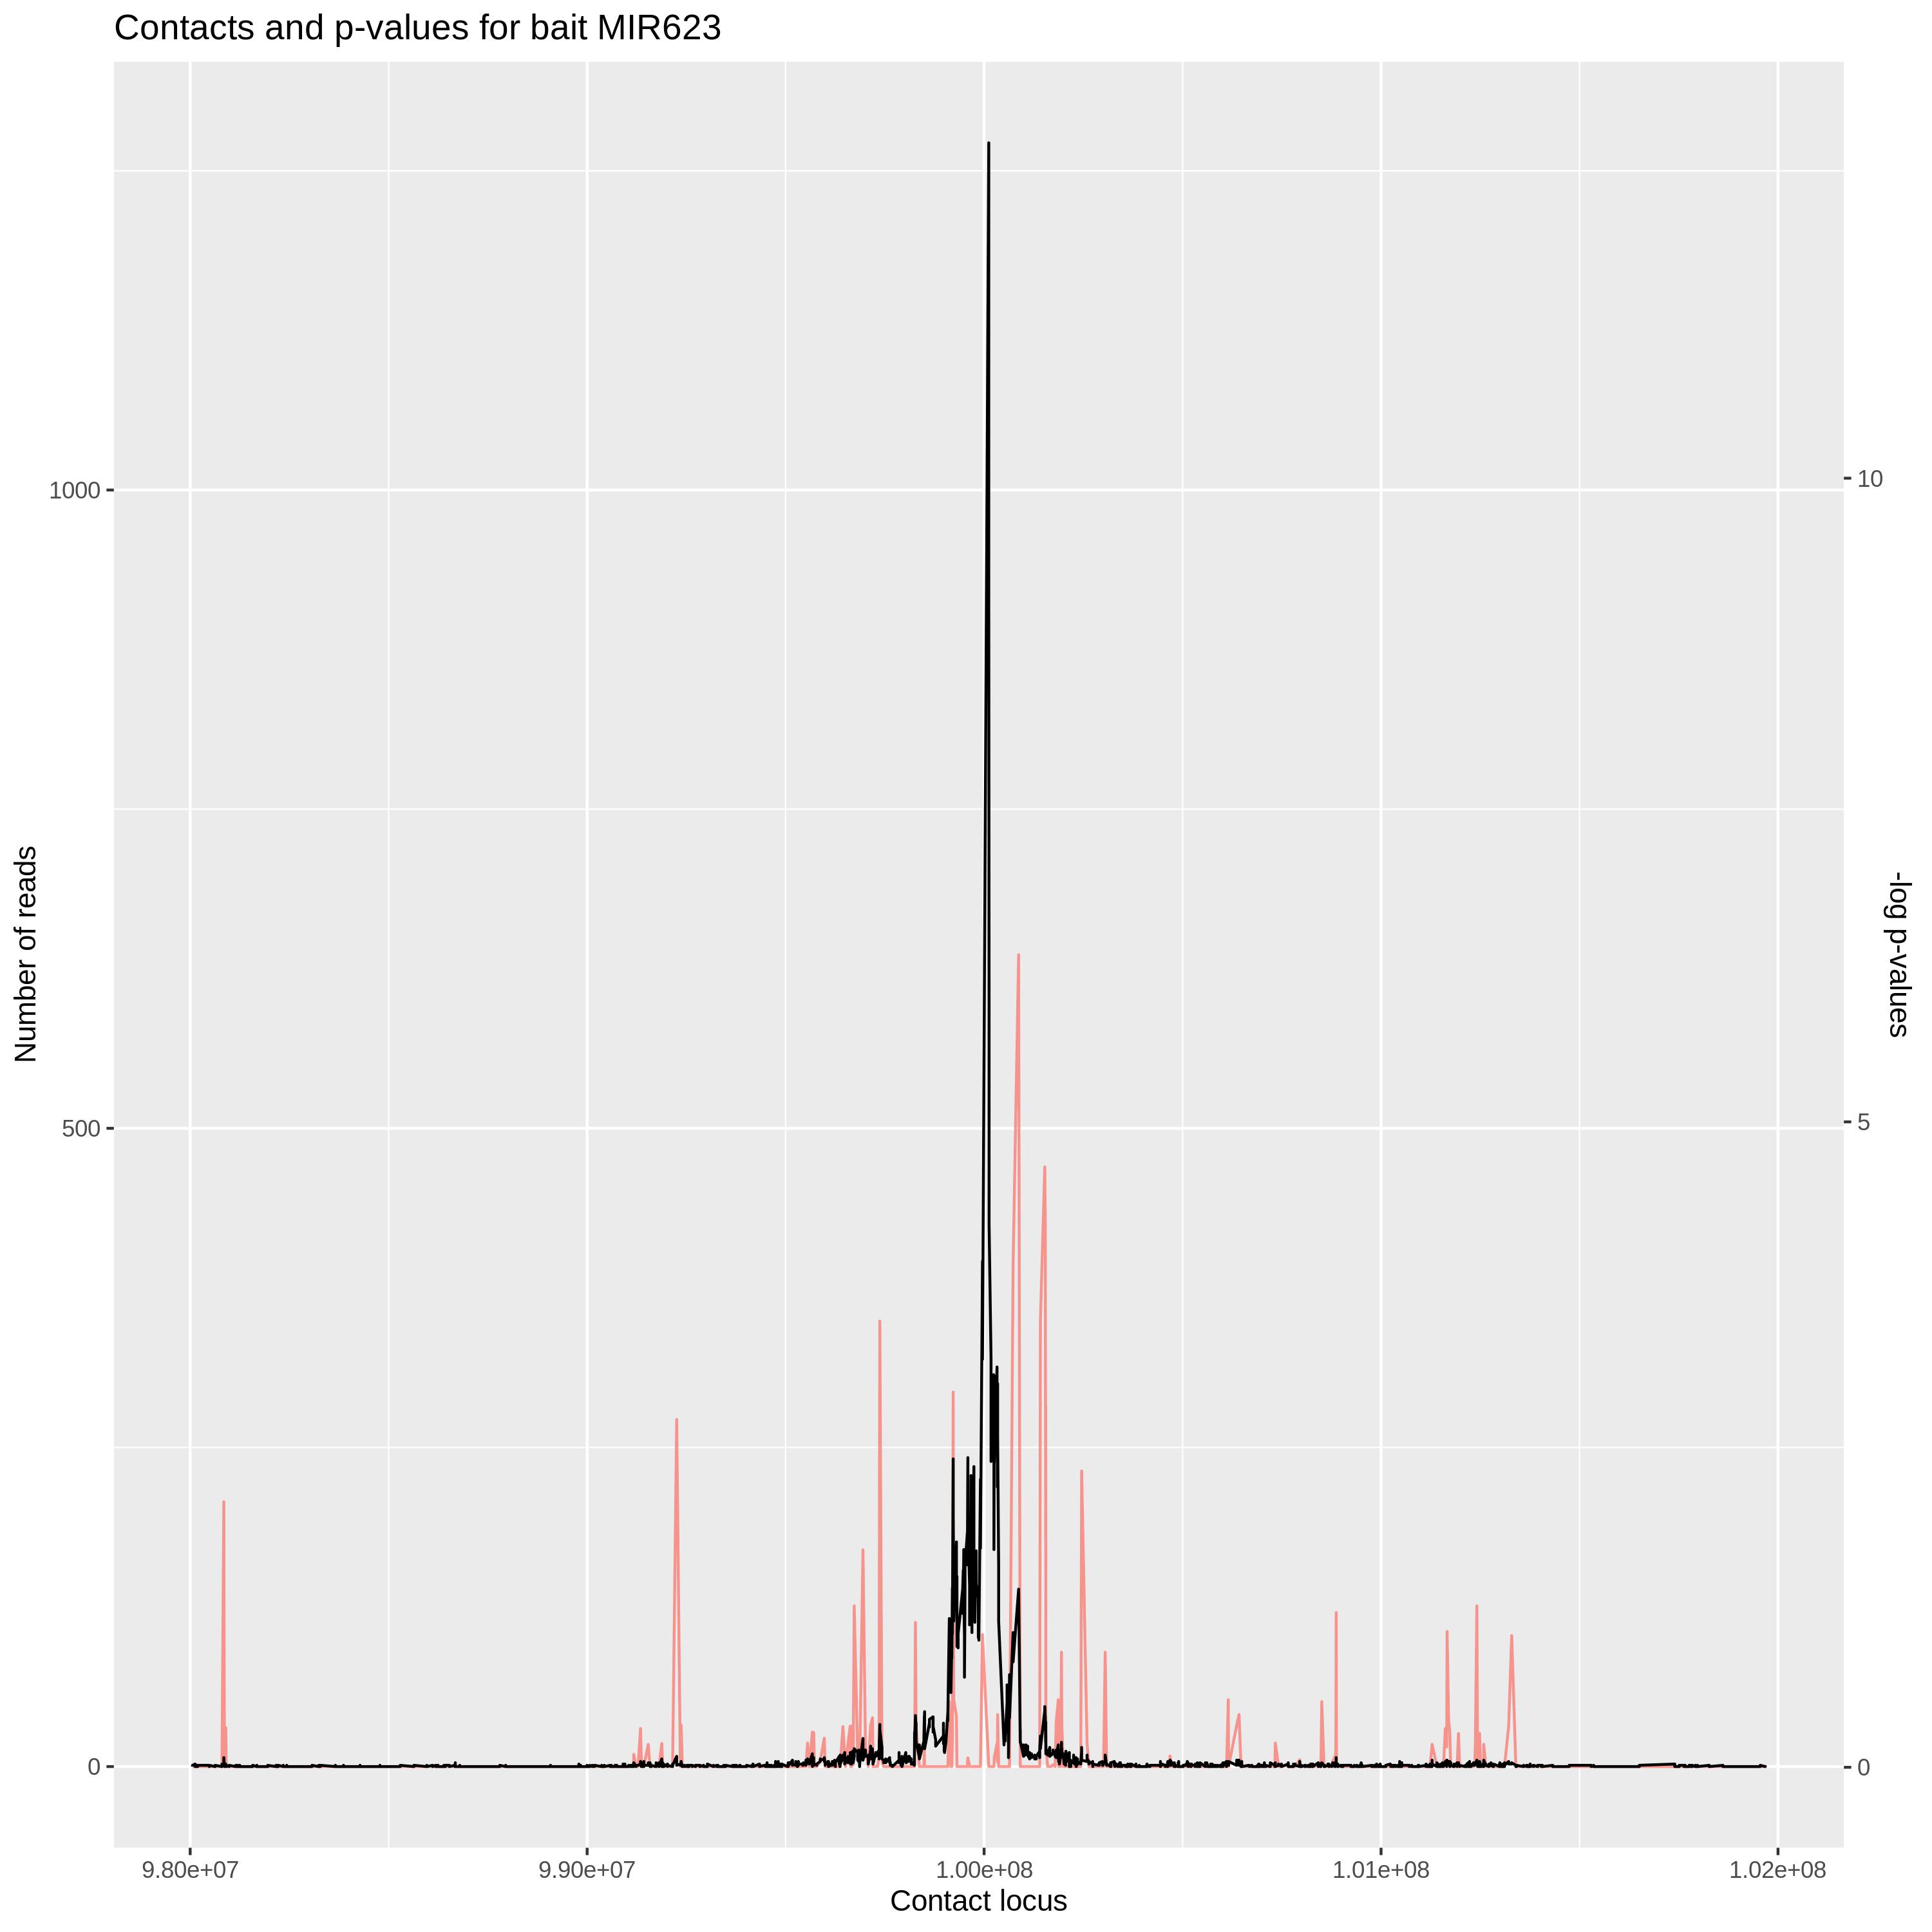 Contacts and p-values for bait MIR623
Number of reads
1000
500
0
10
5
0
-log p-values
9.80e+07 9.90e+07 1.00e+08 1.01e+08 1.02e+08
Contact locus